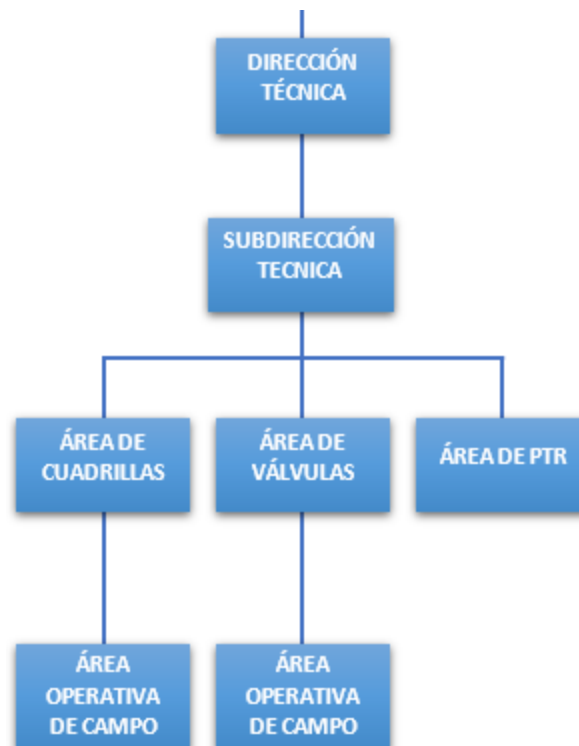 DIRECCIÓN
TÉCNICA
SUBDIRECCIÓN
TECNICA
ÁREA DE
CUADRILLAS
ÁREA DE
VÁLVULAS
ÁREA DE PTR
ÁREA
OPERATIVA
DE CAMPO
ÁREA
OPERATIVA
DE CAMPO